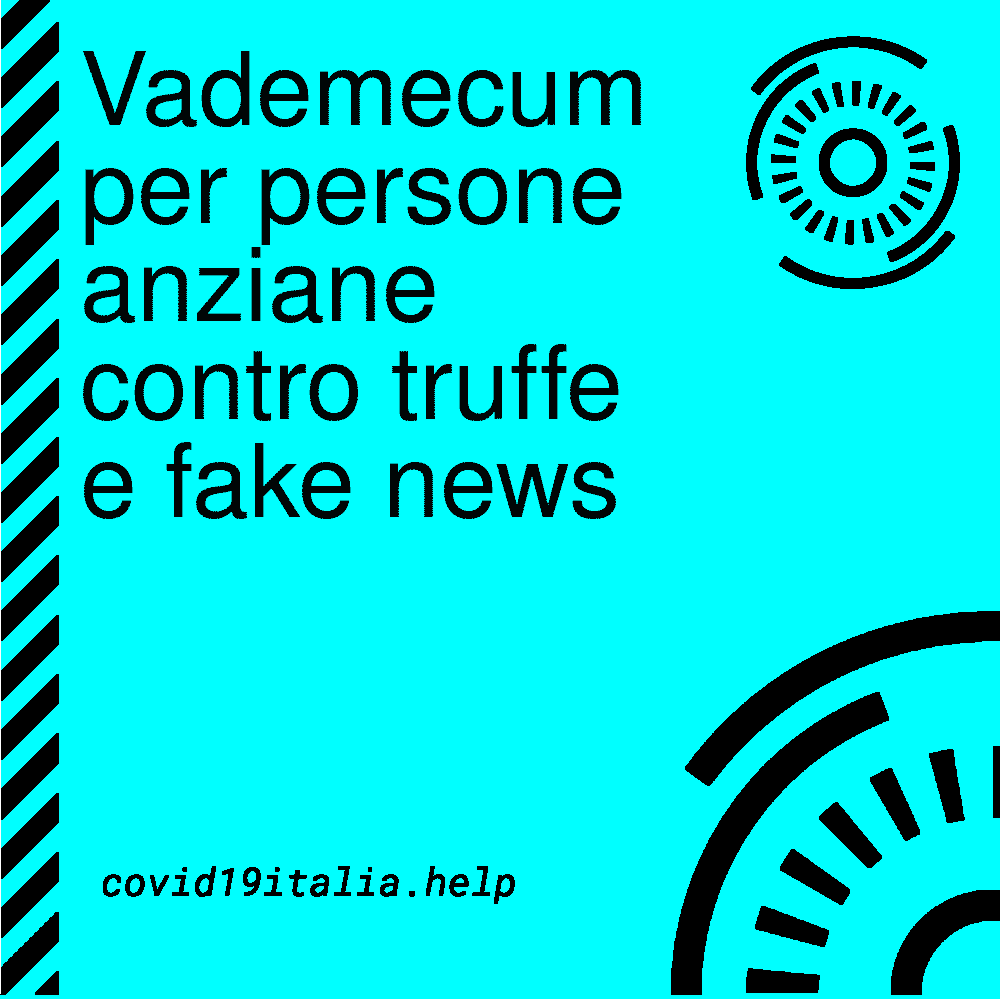 Vademecum
per persone
anziane
contro truffe
e fake news
covid19italia.help